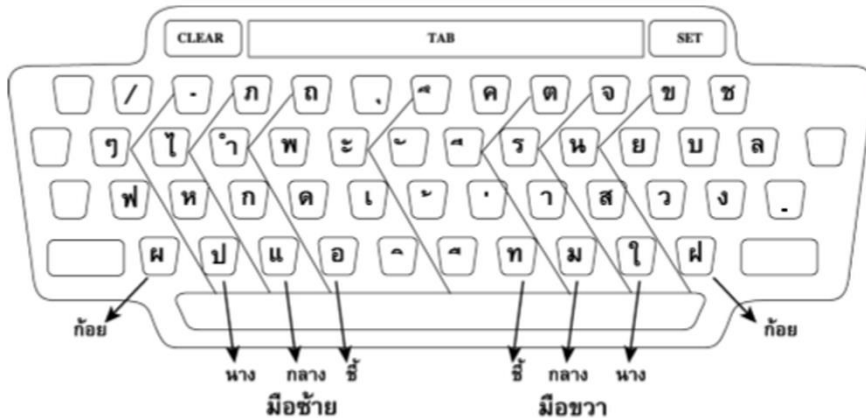 CLEAR TAB SET
/ - ภ ถ ุ ึ ค ต จ ข ช
ๆ ไ ำ พ ะ ั ี ร น ย บ ล
ฟ ห ก ด เ ้ ่ า ส ว ง
ผ ป แ อ ิ ื ท ม ใ ฝ
ก้อย ก้อย
นาง กลาง ชี้ ชี้ กลาง นาง
มือซ้าย มือขวา